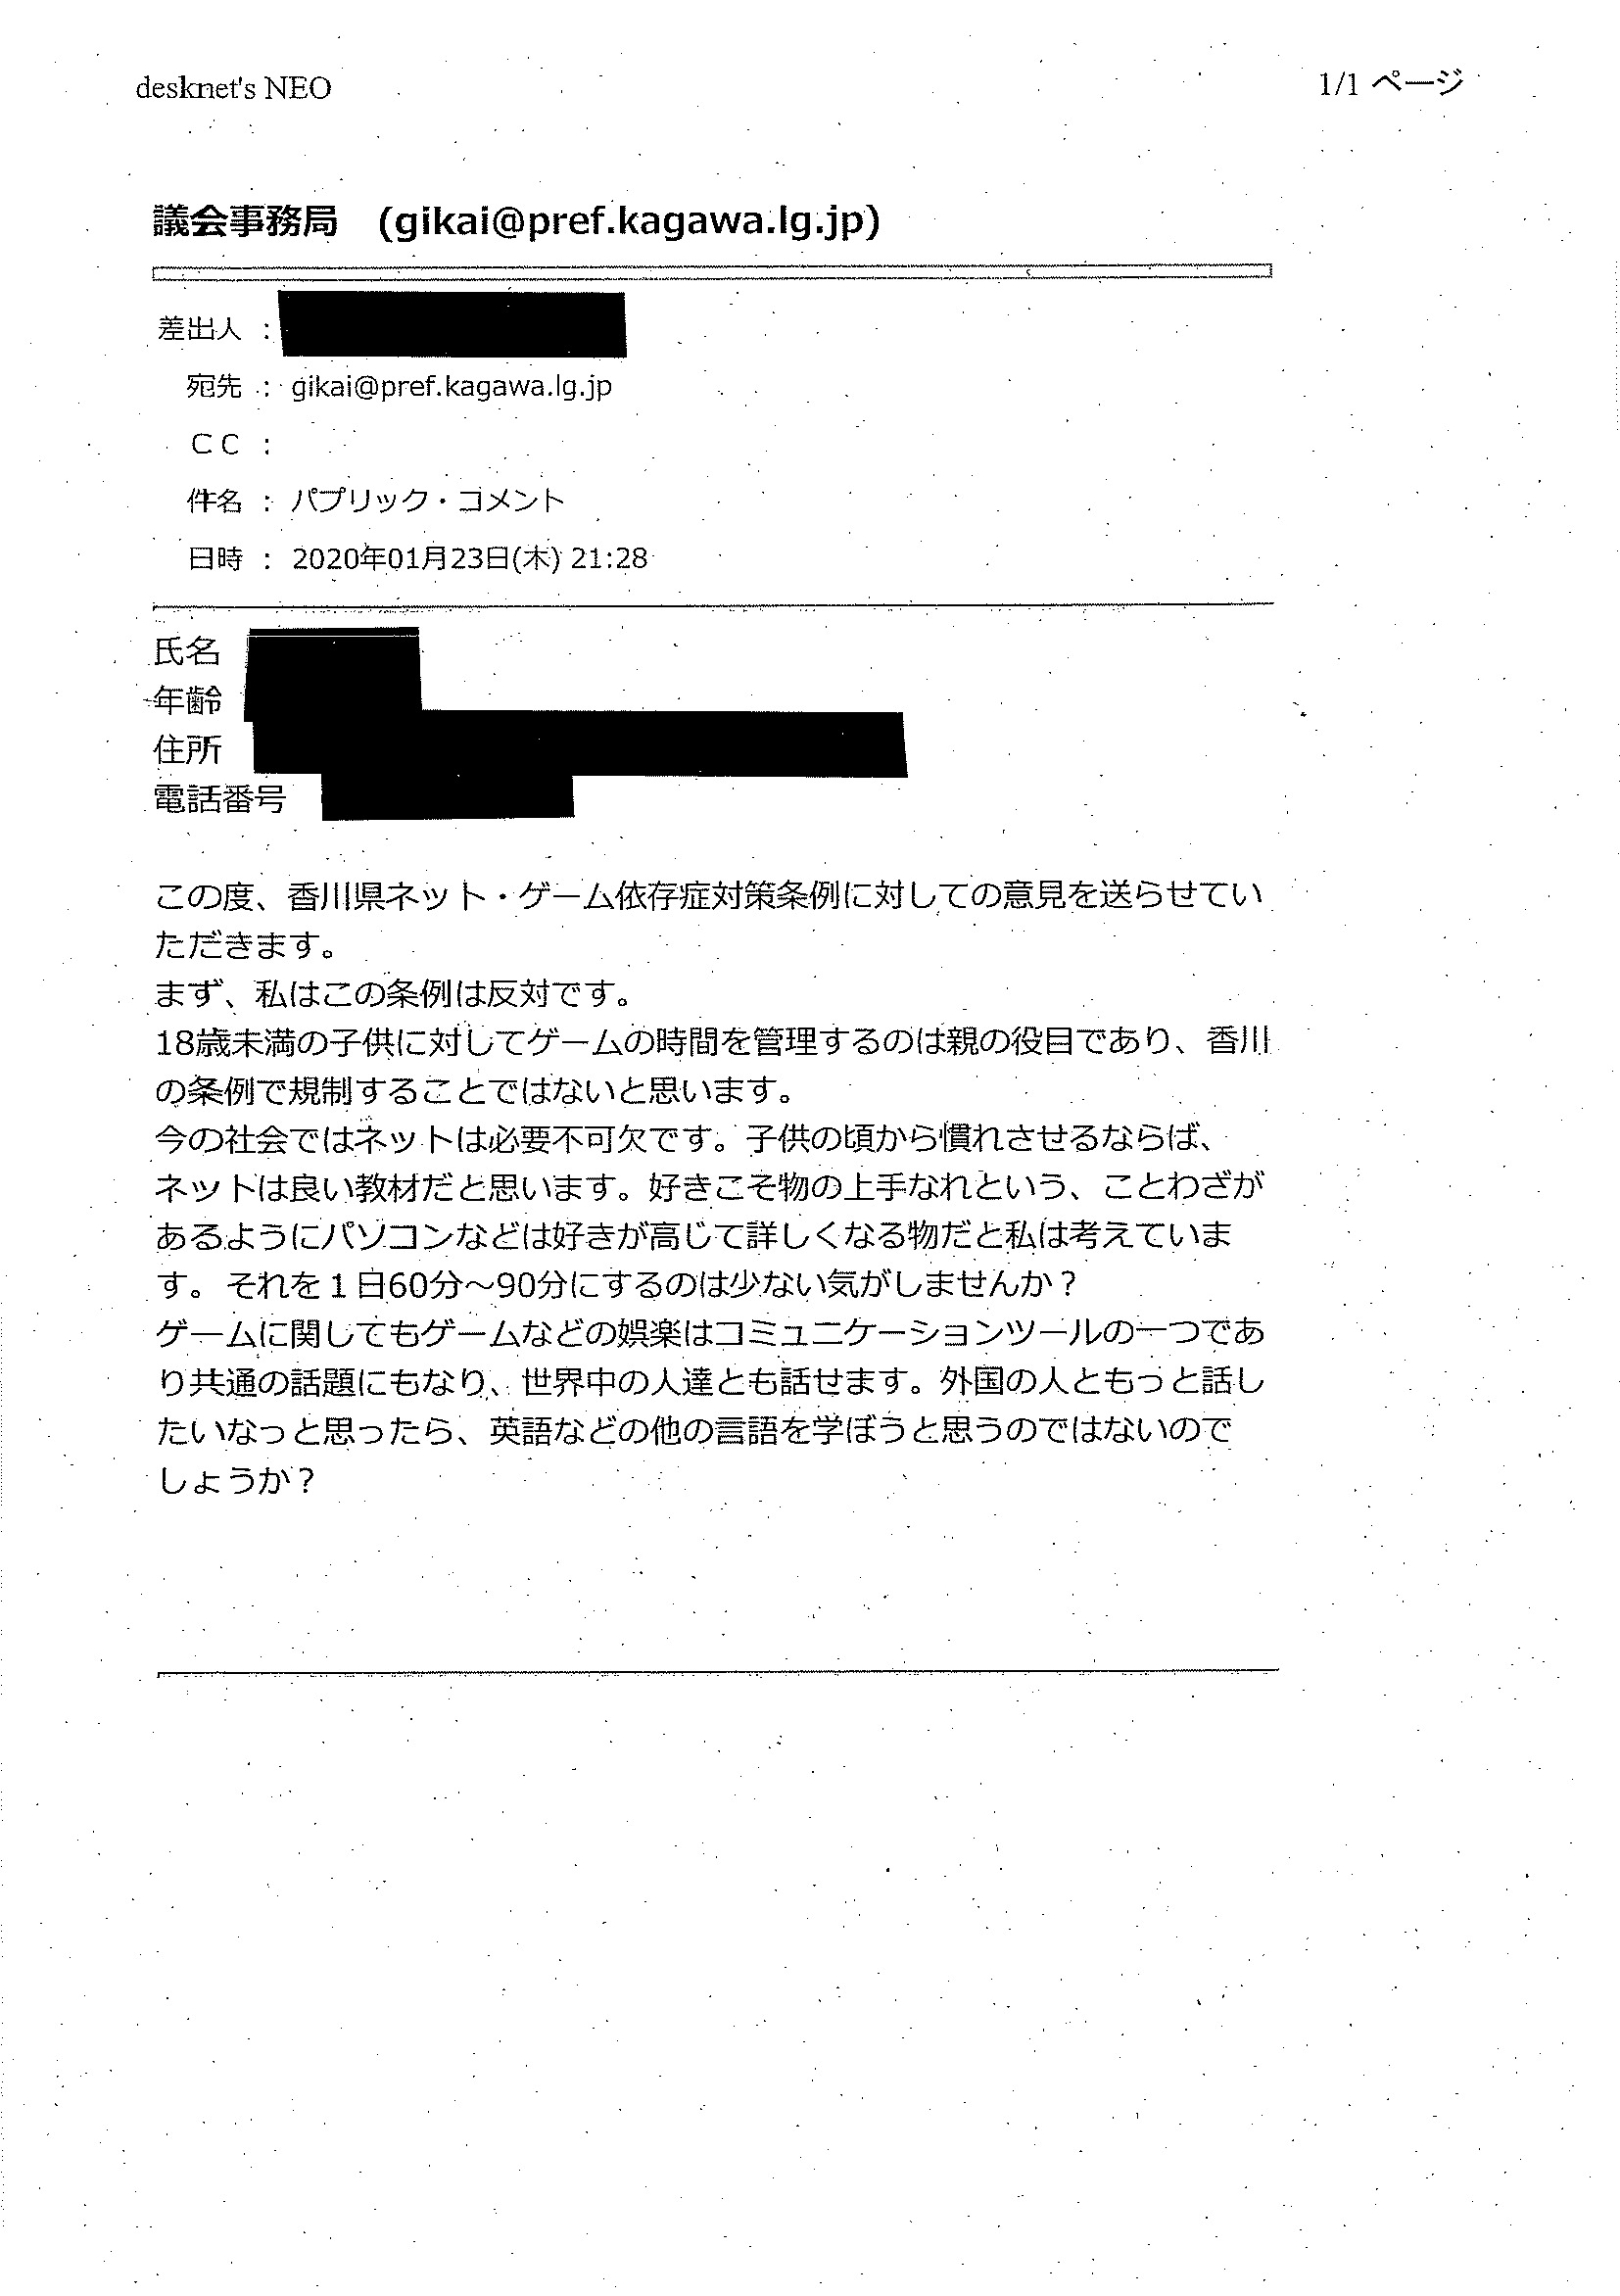 desknet's NEO
1/1 ページ
議会事務局　(gikai@pref.kagawa.lg.jp)
差出人 :
宛先 : gikai@pref.kagawa.lg.jp
ＣＣ :
件名 : パブリック・コメント
日時 : 2020年01月23日(木) 21:28
氏名
年齢
住所
電話番号
この度、香川県ネット・ゲーム依存症対策条例に対しての意見を送らせてい
ただきます。
まず、私はこの条例は反対です。
18歳未満の子供に対してゲームの時間を管理するのは親の役目であり、香川
の条例で規制することではないと思います。
今の社会ではネットは必要不可欠です。子供の頃から慣れさせるならば、
ネットは良い教材だと思います。好きこそ物の上手なれという、ことわざが
あるようにパソコンなどは好きが高じて詳しくなる物だと私は考えていま
す。それを１日60分～90分にするのは少ない気がしませんか？
ゲームに関してもゲームなどの娯楽はコミュニケーションツールの一つであ
り共通の話題にもなり、世界中の人達とも話せます。外国の人ともっと話し
たいなっと思ったら、英語などの他の言語を学ぼうと思うのではないので
しょうか？